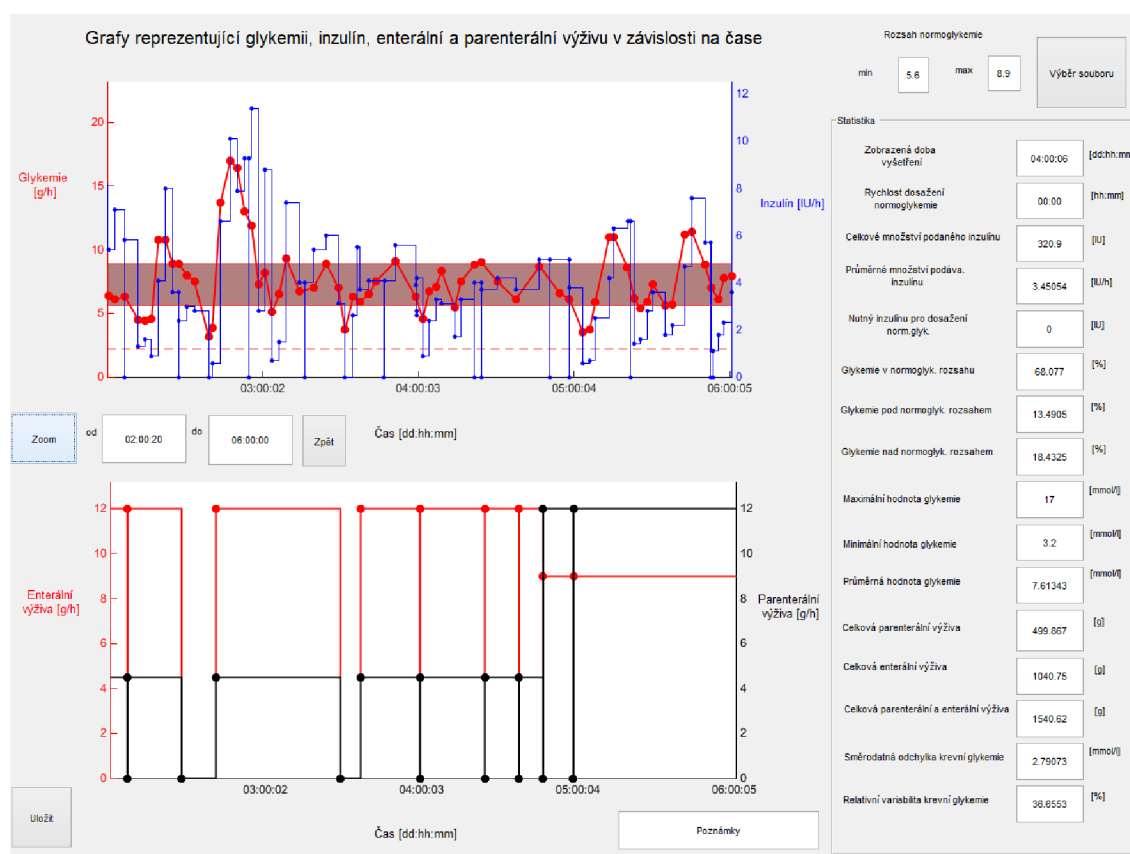 Grafy reprezentující glykemii, inzulín, enterální a parenterální výživu v závislosti na čase
Rozsah normoglykemie
min
5.6
max
8.9
Výběr souboru
Glykemie
[g/h]
20
15
10
5
0
12
10
8
6
4
2
0
Inzulín [IU/h]
03:00:02
04:00:03
05:00:04
06:00:05
Zoom
od
02:00:20
do
06:00:00
Zpět
Čas [dd:hh:mm]
Enterální
výživa [g/h]
12
10
8
6
4
2
0
12
10
8
6
4
2
0
Parenterální
výživa [g/h]
03:00:02
04:00:03
05:00:04
06:00:05
Uložit
Čas [dd:hh:mm]
Poznámky
Statistika
Zobrazená doba
vyšetření
04:00:06
[dd:hh:mm
Rychlost dosažení
normoglykemie
00:00
[hh:mm]
Celkové množství podaného inzulínu
320.9
[IU]
Průměrné množství podáva.
inzulínu
3.45054
[IU/h]
Nutný inzulínu pro dosažení
norm.glyk.
0
[IU]
Glykemie v normoglyk. rozsahu
68.077
[%]
Glykemie pod normoglyk. rozsahem
13.4905
[%]
Glykemie nad normoglyk. rozsahem
18.4325
[%]
Maximální hodnota glykemie
17
[mmol/l]
Minimální hodnota glykemie
3.2
[mmol/l]
Průměrná hodnota glykemie
7.61343
[mmol/l]
Celková parenterální výživa
499.867
[g]
Celková enterální výživa
1040.75
[g]
Celková parenterální a enterální výživa
1540.62
[g]
Směrodatná odchylka krevní glykemie
2.79073
[mmol/l]
Relativní variabilita krevní glykemie
36.6553
[%]